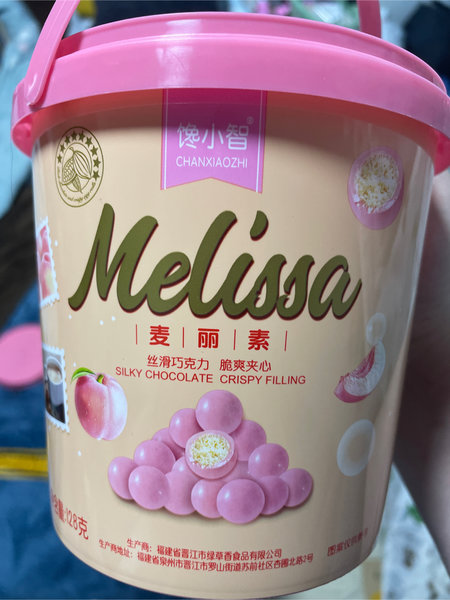 馋小智®
CHANXIAOZHI
Melissa
麦丽素
丝滑巧克力 脆爽夹心
SILKY CHOCOLATE CRISPY FILLING
含量:128克
生产商:福建省晋江市绿草香食品有限公司
生产商地址:福建省泉州市晋江市罗山街道苏前社区西圈北路2号
图案仅供参考